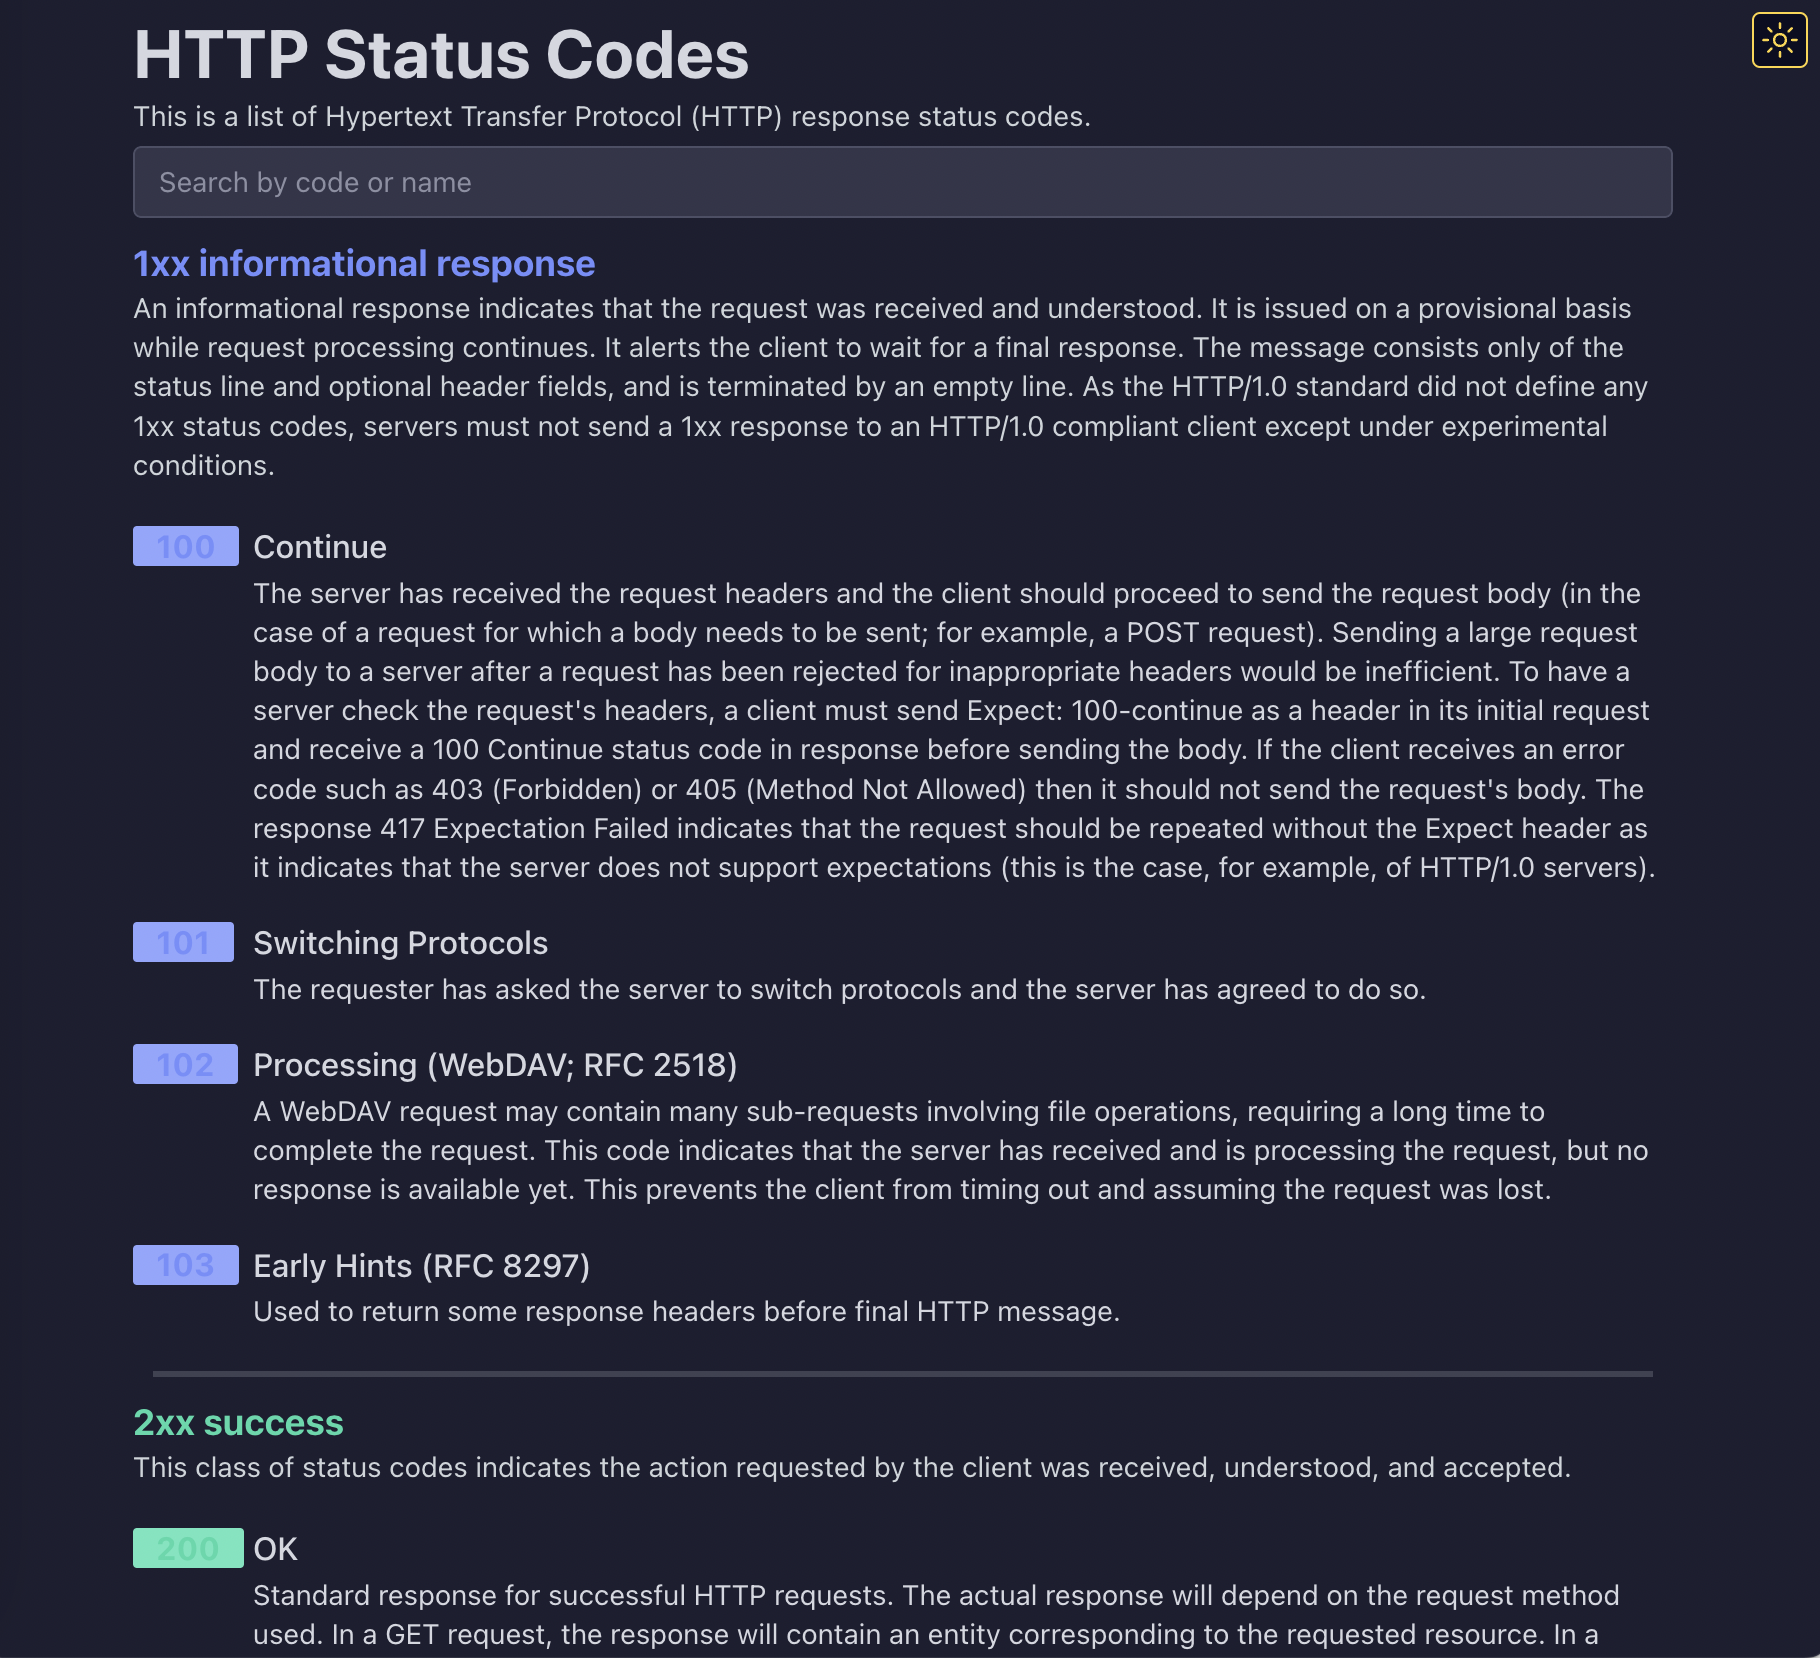 HTTP Status Codes
This is a list of Hypertext Transfer Protocol (HTTP) response status codes.
Search by code or name
1xx informational response
An informational response indicates that the request was received and understood. It is issued on a provisional basis
while request processing continues. It alerts the client to wait for a final response. The message consists only of the
status line and optional header fields, and is terminated by an empty line. As the HTTP/1.0 standard did not define any
1xx status codes, servers must not send a 1xx response to an HTTP/1.0 compliant client except under experimental
conditions.
100 Continue
The server has received the request headers and the client should proceed to send the request body (in the
case of a request for which a body needs to be sent; for example, a POST request). Sending a large request
body to a server after a request has been rejected for inappropriate headers would be inefficient. To have a
server check the request's headers, a client must send Expect: 100-continue as a header in its initial request
and receive a 100 Continue status code in response before sending the body. If the client receives an error
code such as 403 (Forbidden) or 405 (Method Not Allowed) then it should not send the request's body. The
response 417 Expectation Failed indicates that the request should be repeated without the Expect header as
it indicates that the server does not support expectations (this is the case, for example, of HTTP/1.0 servers).
101 Switching Protocols
The requester has asked the server to switch protocols and the server has agreed to do so.
102 Processing (WebDAV; RFC 2518)
A WebDAV request may contain many sub-requests involving file operations, requiring a long time to
complete the request. This code indicates that the server has received and is processing the request, but no
response is available yet. This prevents the client from timing out and assuming the request was lost.
103 Early Hints (RFC 8297)
Used to return some response headers before final HTTP message.
2xx success
This class of status codes indicates the action requested by the client was received, understood, and accepted.
200 OK
Standard response for successful HTTP requests. The actual response will depend on the request method
used. In a GET request, the response will contain an entity corresponding to the requested resource. In a